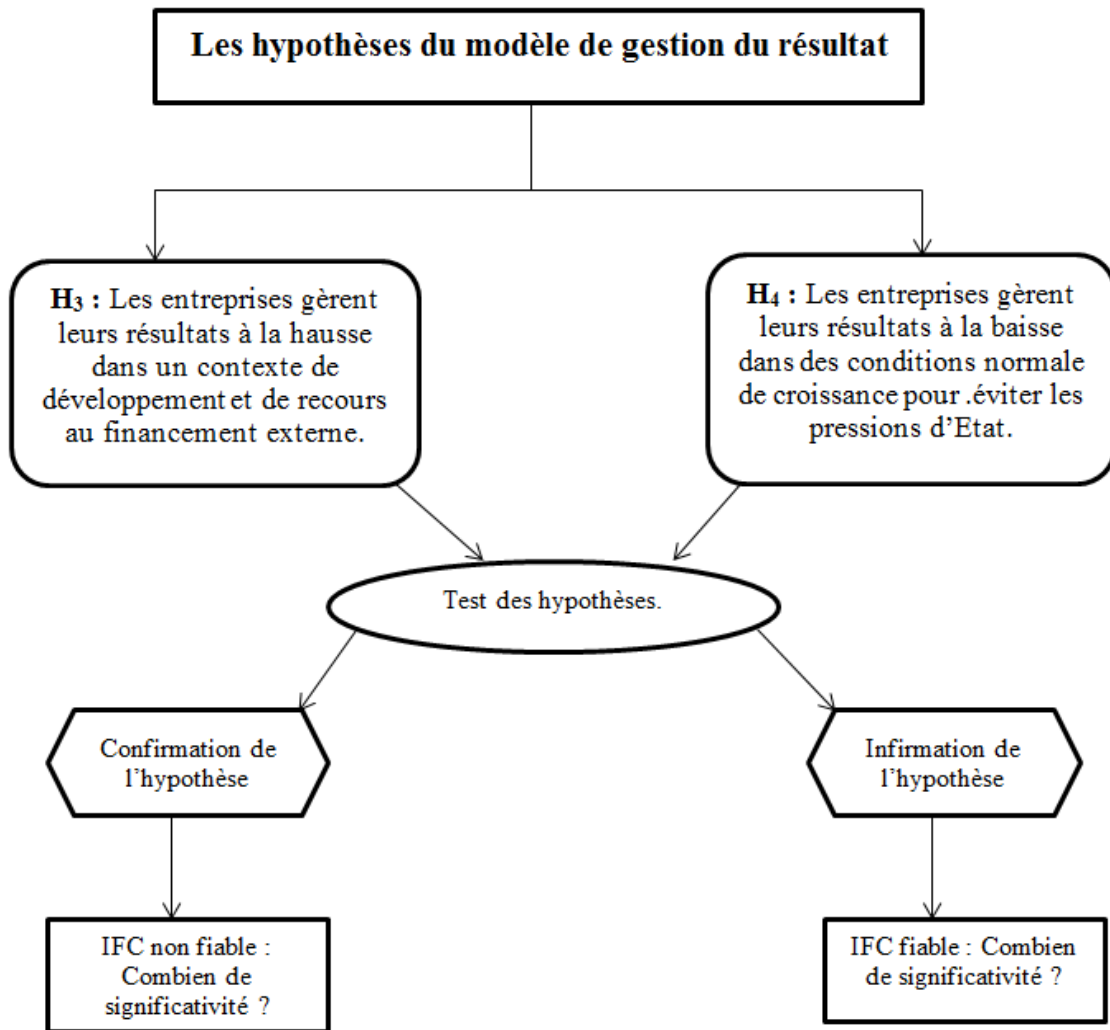 Les hypothèses du modèle de gestion du résultat
H₃ : Les entreprises gèrent
leurs résultats à la hausse
dans un contexte de
développement et de recours
au financement externe.
H₄ : Les entreprises gèrent
leurs résultats à la baisse
dans des conditions normale
de croissance pour .éviter les
pressions d’Etat.
Test des hypothèses.
Confirmation de
l’hypothèse
Infirmation de
l’hypothèse
IFC non fiable :
Combien de
significativité ?
IFC fiable : Combien
de significativité ?